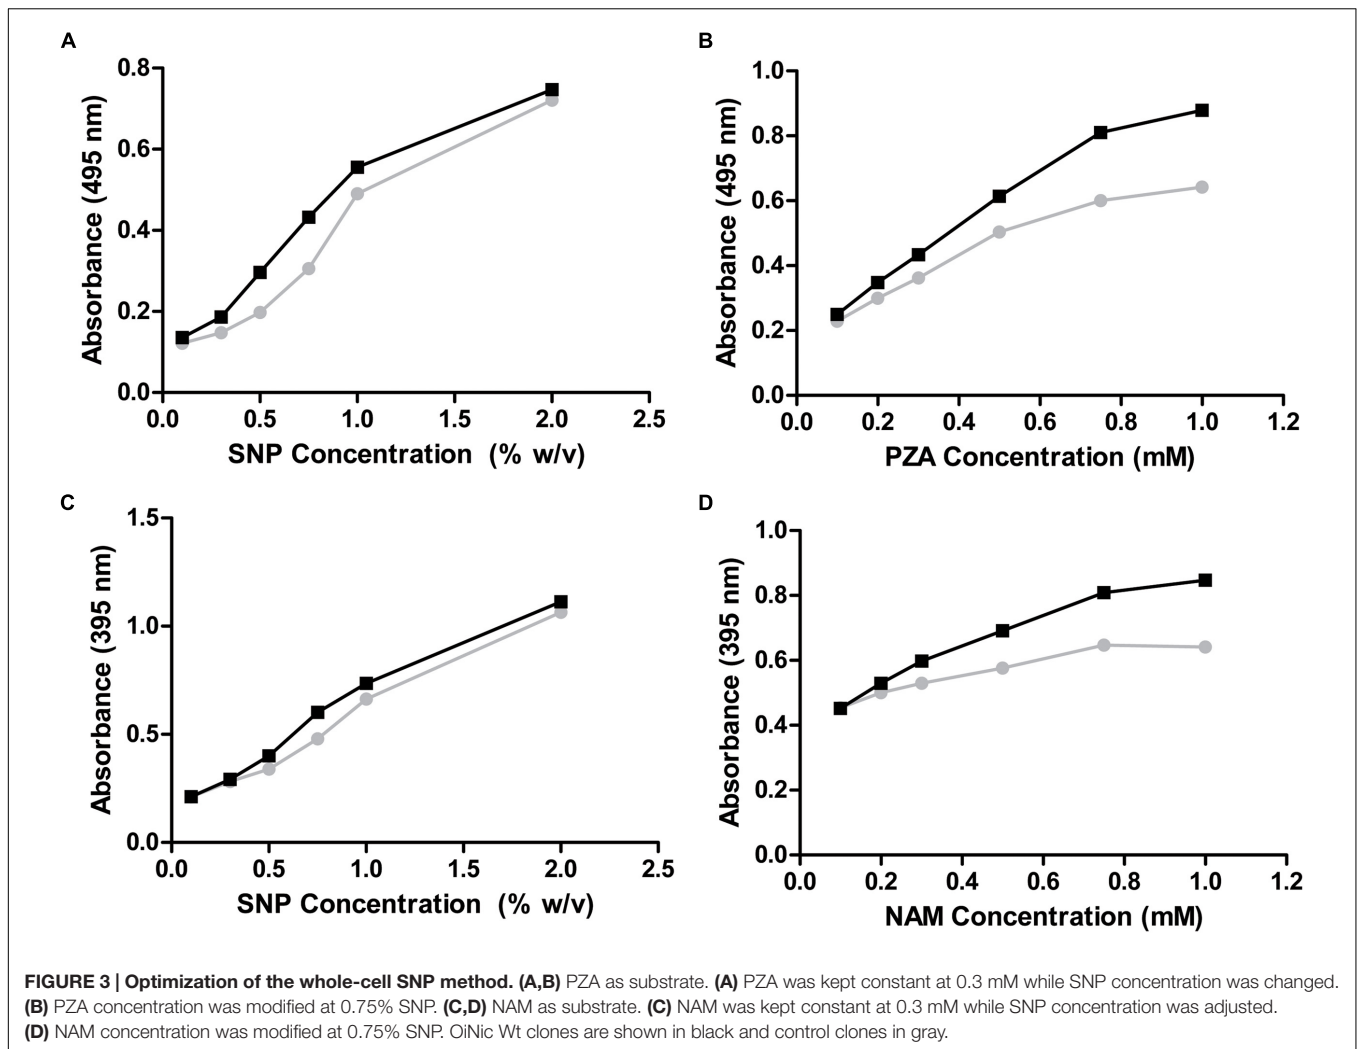 A
0.8
0.6
0.4
0.2
0.0
Absorbance (495 nm)
0.0 0.5 1.0 1.5 2.0 2.5
SNP Concentration (% w/v)
B
1.0
0.8
0.6
0.4
0.2
0.0
Absorbance (495 nm)
0.0 0.2 0.4 0.6 0.8 1.0 1.2
PZA Concentration (mM)
C
1.5
1.0
0.5
0.0
Absorbance (395 nm)
0.0 0.5 1.0 1.5 2.0 2.5
SNP Concentration (% w/v)
D
1.0
0.8
0.6
0.4
0.2
0.0
Absorbance (395 nm)
0.0 0.2 0.4 0.6 0.8 1.0 1.2
NAM Concentration (mM)
FIGURE 3 | Optimization of the whole-cell SNP method. (A,B) PZA as substrate. (A) PZA was kept constant at 0.3 mM while SNP concentration was changed.
(B) PZA concentration was modified at 0.75% SNP. (C,D) NAM as substrate. (C) NAM was kept constant at 0.3 mM while SNP concentration was adjusted.
(D) NAM concentration was modified at 0.75% SNP. OiNic Wt clones are shown in black and control clones in gray.